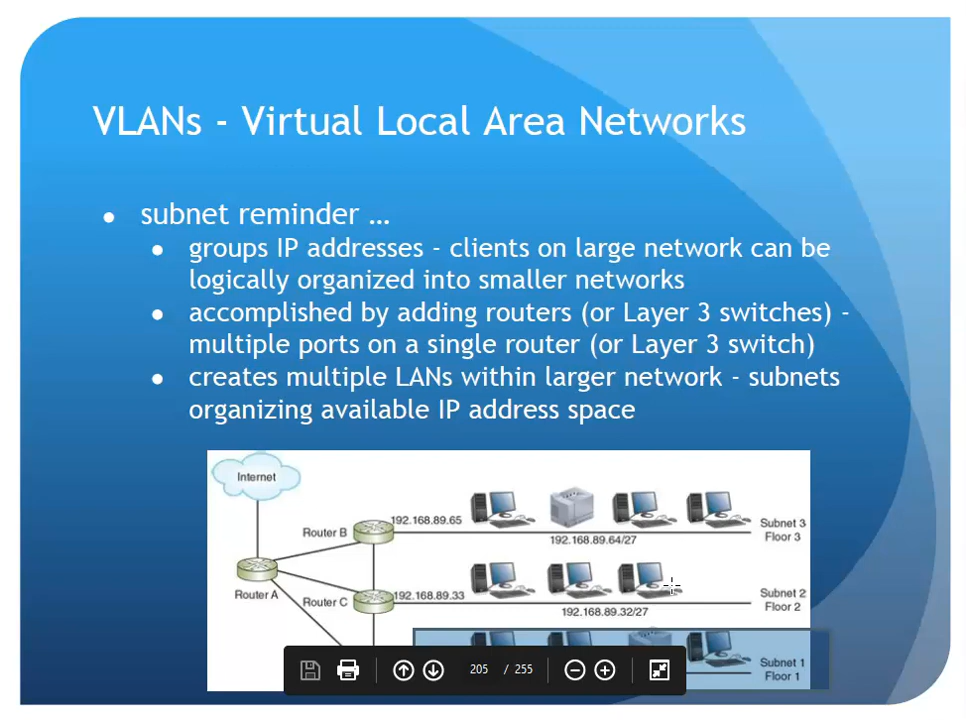 VLANs - Virtual Local Area Networks
● subnet reminder …
● groups IP addresses - clients on large network can be
logically organized into smaller networks
● accomplished by adding routers (or Layer 3 switches) -
multiple ports on a single router (or Layer 3 switch)
● creates multiple LANs within larger network - subnets
organizing available IP address space
Internet
Router B
192.168.89.65
192.168.89.64/27
Subnet 3
Floor 3
Router A
Router C
192.168.89.33
192.168.89.32/27
Subnet 2
Floor 2
Subnet 1
Floor 1
205 / 255